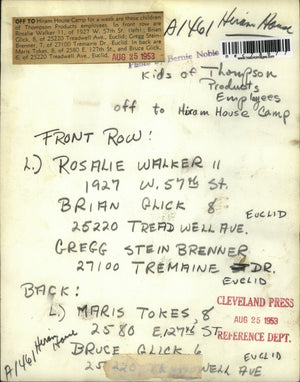 OFF TO Hiram House Camp for a week are these children of Thompson Products employees. In front row are Rosalie Walker 11, of 1927 W. 57th St. (left), Brian Glick, 8, of 25220 Treadwell Ave., Euclid; Gregg Stein Brenner, 7, of 27100 Tremaine Dr. Euclid. In back are Maris Tokes, 8, of 2580 E. 127th St., and Bruce Glick, 6, of 25220 Treadwell Ave., Euclid.
AUG 25 1953
A1461 Hiram House
Bernie Noble
Kids of Thompson
Products
Employees
off to Hiram House Camp
FRONT ROW:
L.) ROSALIE WALKER 11
1927 W. 57TH ST.
BRIAN GLICK 8
EUCLID
25220 TREADWELL AVE.
GREGG STEIN BRENNER
27100 TREMAINE DR.
EUCLID
BACK:
L.) MARIS TOKES, 8
2580 E. 127TH ST
BRUCE GLICK 6
EUCLID
25220 WELL AVE
CLEVELAND PRESS
AUG 25 1953
REFERENCE DEPT.
A1461 Hiram House